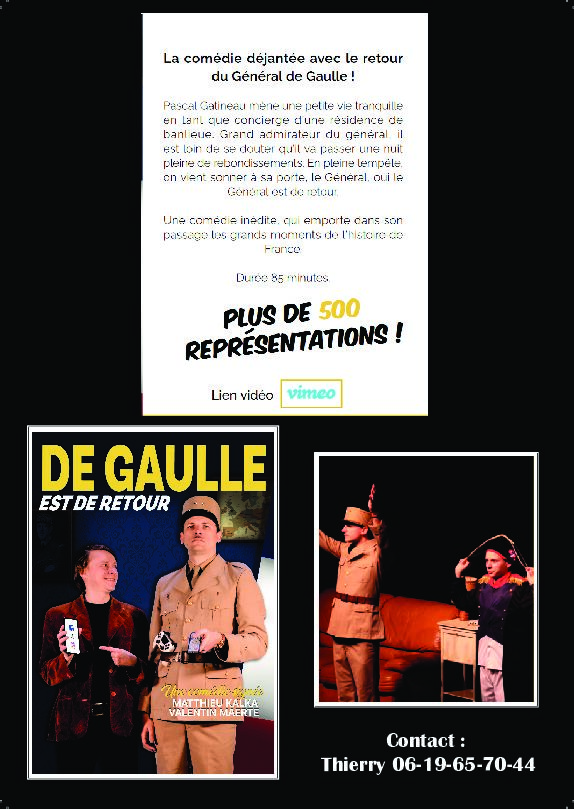 La comédie déjantée avec le retour
du Général de Gaulle !
Pascal Gatineau mène une petite vie tranquille
en tant que concierge d'une résidence de
banlieue. Grand admirateur du général, il
est loin de se douter qu'il va passer une nuit
pleine de rebondissements. En pleine tempête,
on vient sonner à sa porte, le Général, oui le
Général est de retour.
Une comédie inédite, qui emporte dans son
passage les grands moments de l'histoire de
France.
Durée 85 minutes.
PLUS DE 500
REPRÉSENTATIONS !
Lien vidéo vimeo
DE GAULLE
EST DE RETOUR
Une comédie signée
MATTHIEU KALKA
VALENTIN MAERTE
Contact :
Thierry 06-19-65-70-44